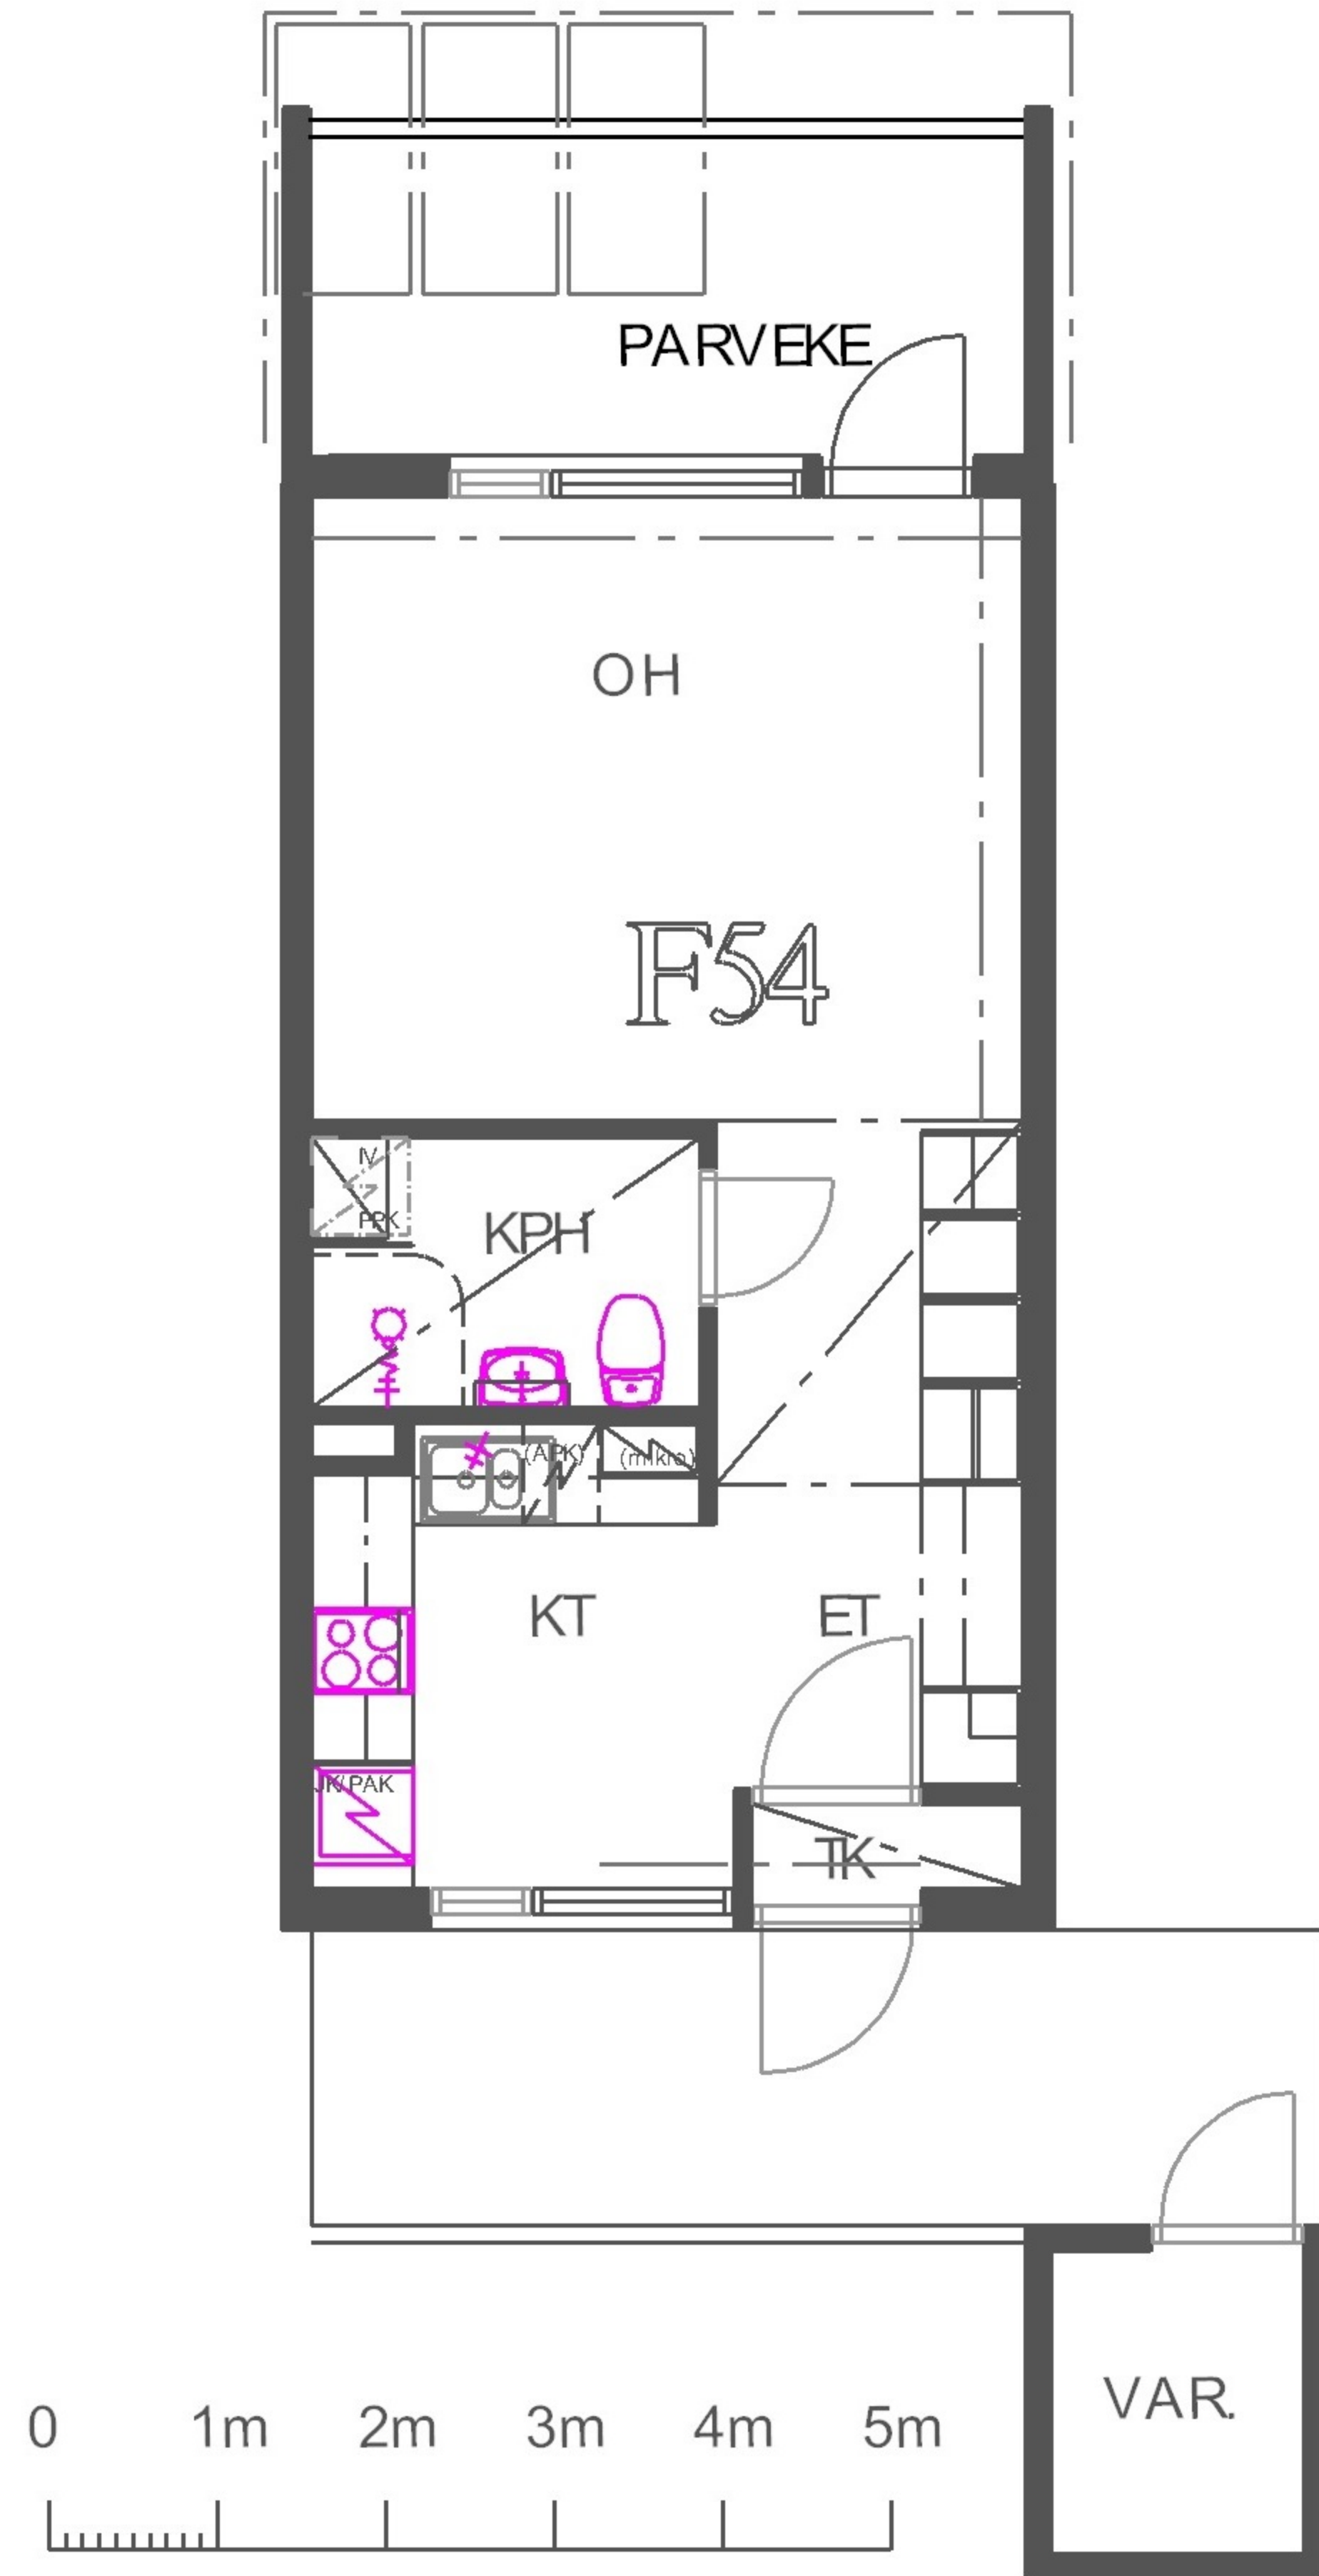 PARVEKE
OH
F54
IV
PPK
KPH
(APK) (mikro)
KT ET
JK/PAK
TK
VAR.
0 1m 2m 3m 4m 5m